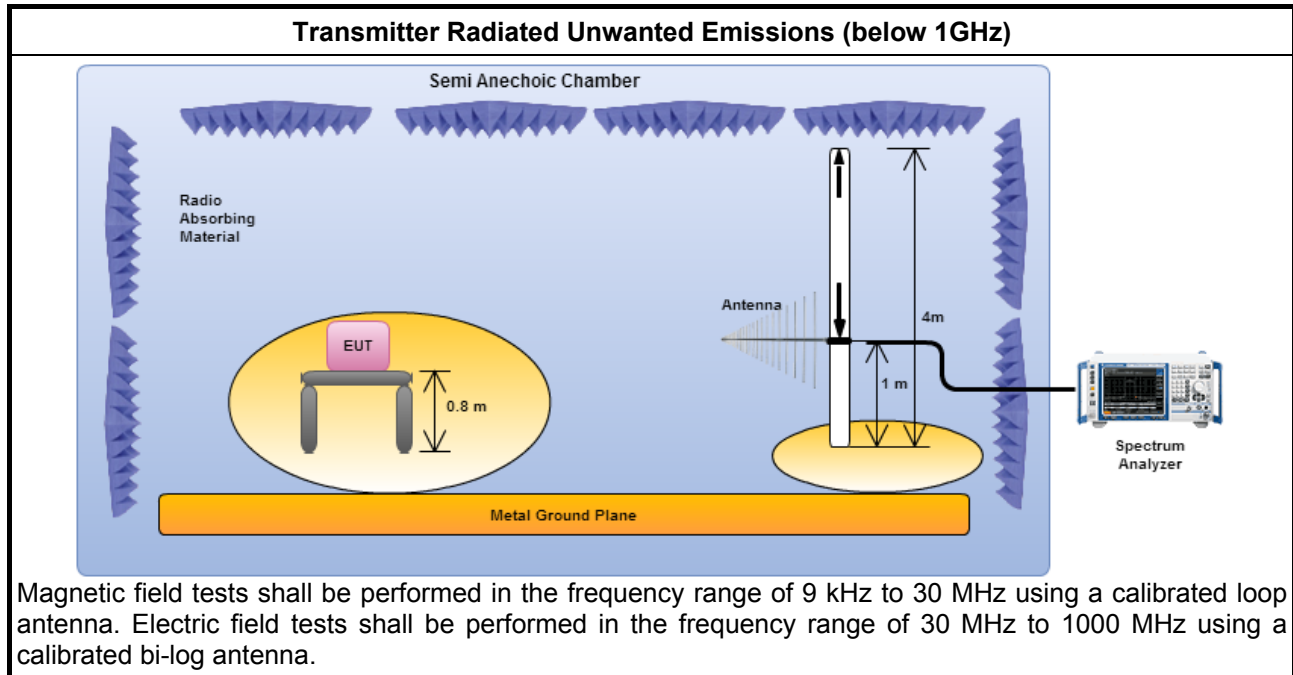 Transmitter Radiated Unwanted Emissions (below 1GHz)
Semi Anechoic Chamber
Radio
Absorbing
Material
Antenna
4m
EUT
1 m
0.8 m
Spectrum
Analyzer
Metal Ground Plane
Magnetic field tests shall be performed in the frequency range of 9 kHz to 30 MHz using a calibrated loop
antenna. Electric field tests shall be performed in the frequency range of 30 MHz to 1000 MHz using a
calibrated bi-log antenna.